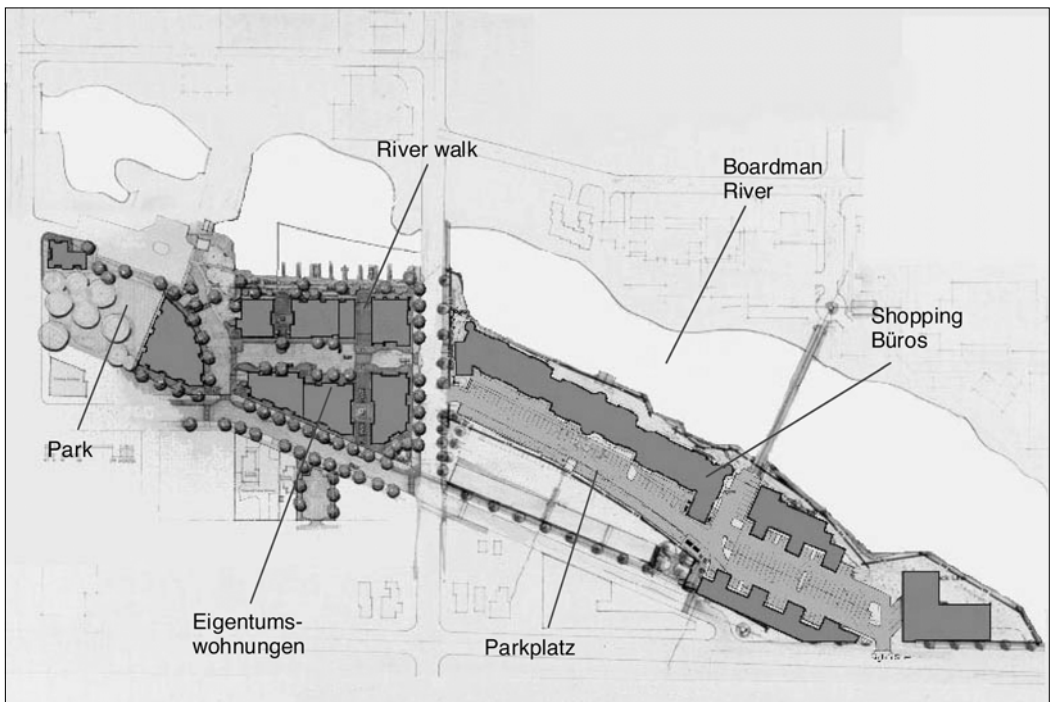 River walk
Boardman
River
Shopping
Büros
Park
Eigentums-
wohnungen
Parkplatz